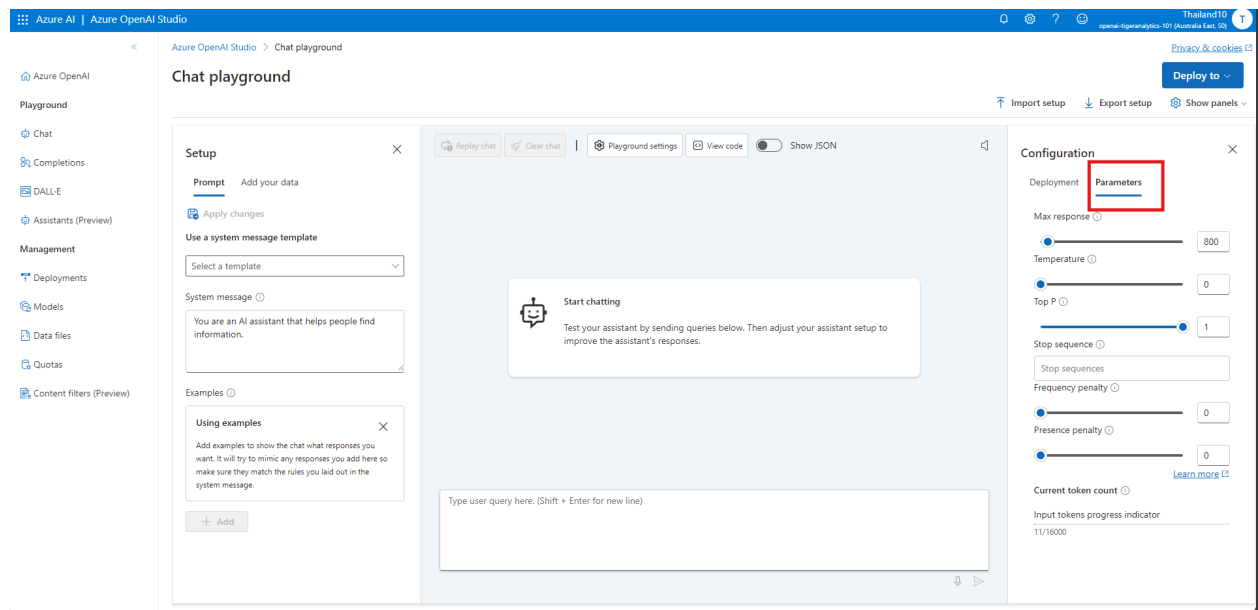 Azure AI | Azure OpenAI Studio
Thailand10
openai-tigeranalytics-101 (Australia East, S0)
T
Azure OpenAI Studio > Chat playground
Privacy & cookies
Chat playground
Deploy to
Import setup
Export setup
Show panels
Azure OpenAI
Playground
Chat
Completions
DALL·E
Assistants (Preview)
Management
Deployments
Models
Data files
Quotas
Content filters (Preview)
Setup
Prompt
Add your data
Apply changes
Use a system message template
Select a template
System message
You are an AI assistant that helps people find
information.
Examples
Using examples
Add examples to show the chat what responses you
want. It will try to mimic any responses you add here so
make sure they match the rules you laid out in the
system message.
+ Add
Replay chat
Clear chat
Playground settings
View code
Show JSON
Start chatting
Test your assistant by sending queries below. Then adjust your assistant setup to
improve the assistant's responses.
Type user query here. (Shift + Enter for new line)
Configuration
Deployment
Parameters
Max response
800
Temperature
0
Top P
1
Stop sequence
Stop sequences
Frequency penalty
0
Presence penalty
0
Learn more
Current token count
Input tokens progress indicator
11/16000